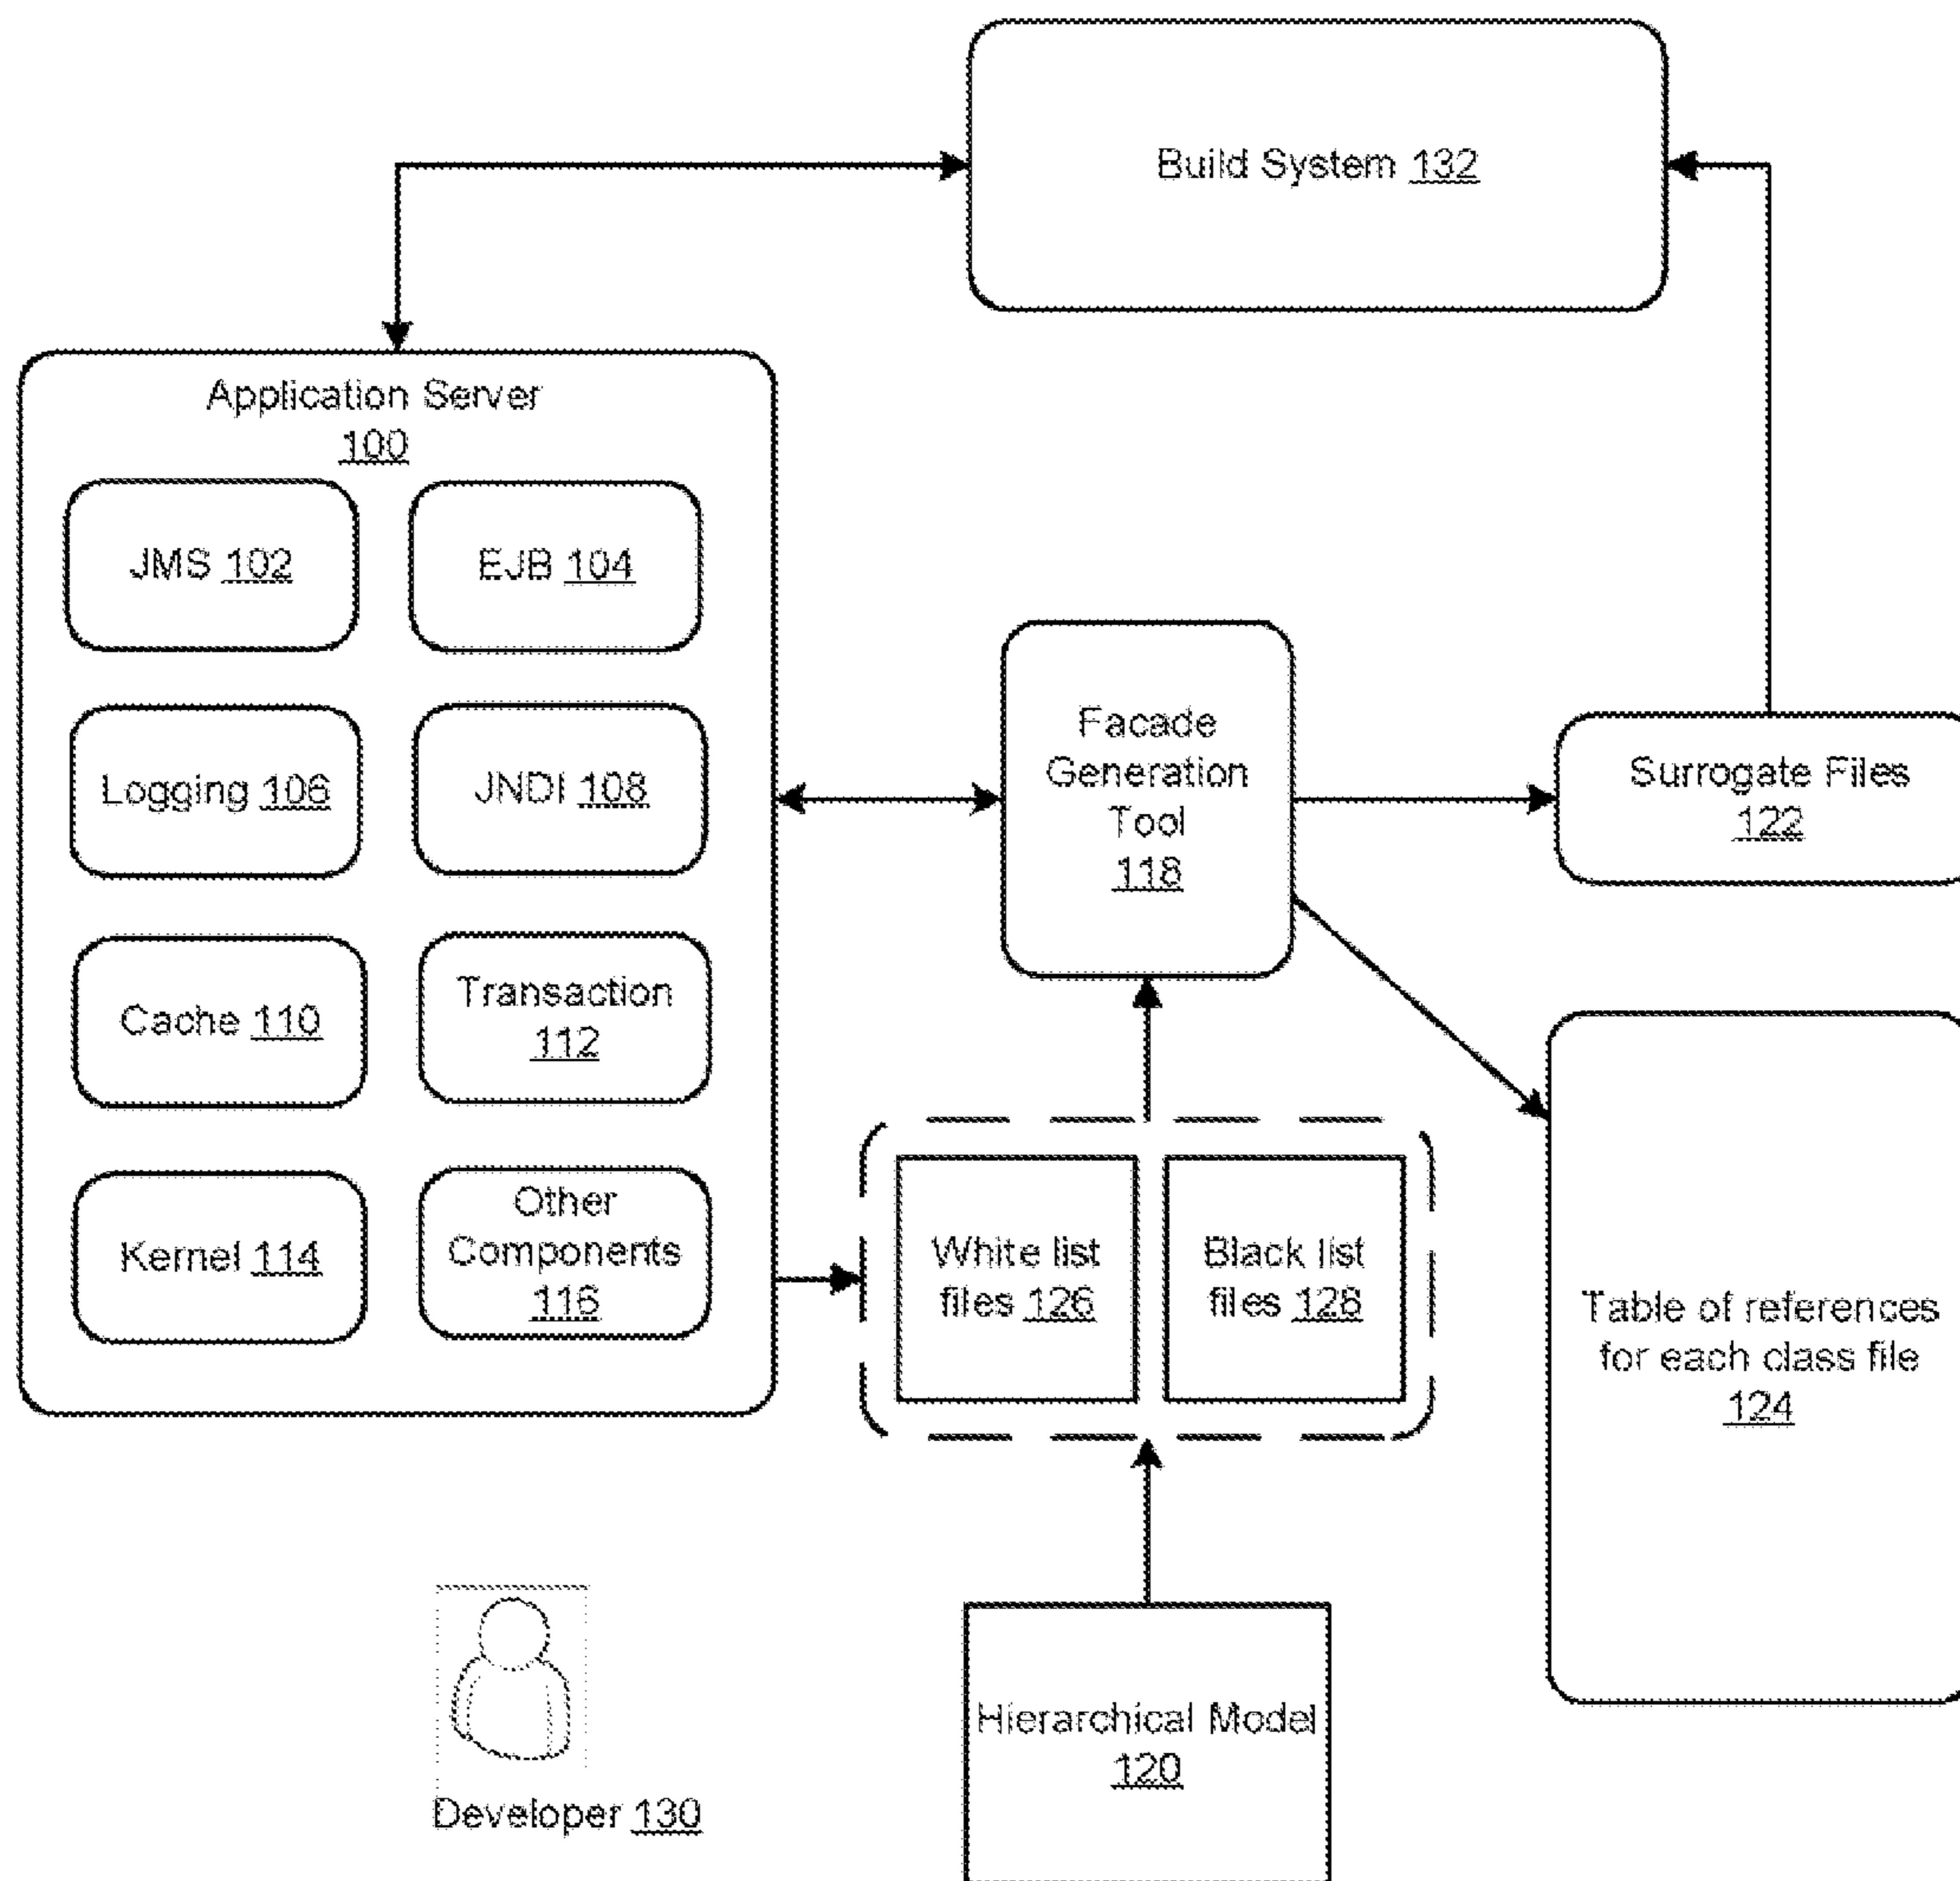 Build System 132
Application Server
100
JMS 102
EJB 104
Logging 106
JNDI 108
Cache 110
Transaction
112
Kernel 114
Other
Components
116
Facade
Generation
Tool
118
Surrogate Files
122
White list
files 126
Black list
files 128
Table of references
for each class file
124
Hierarchical Model
120
Developer 130